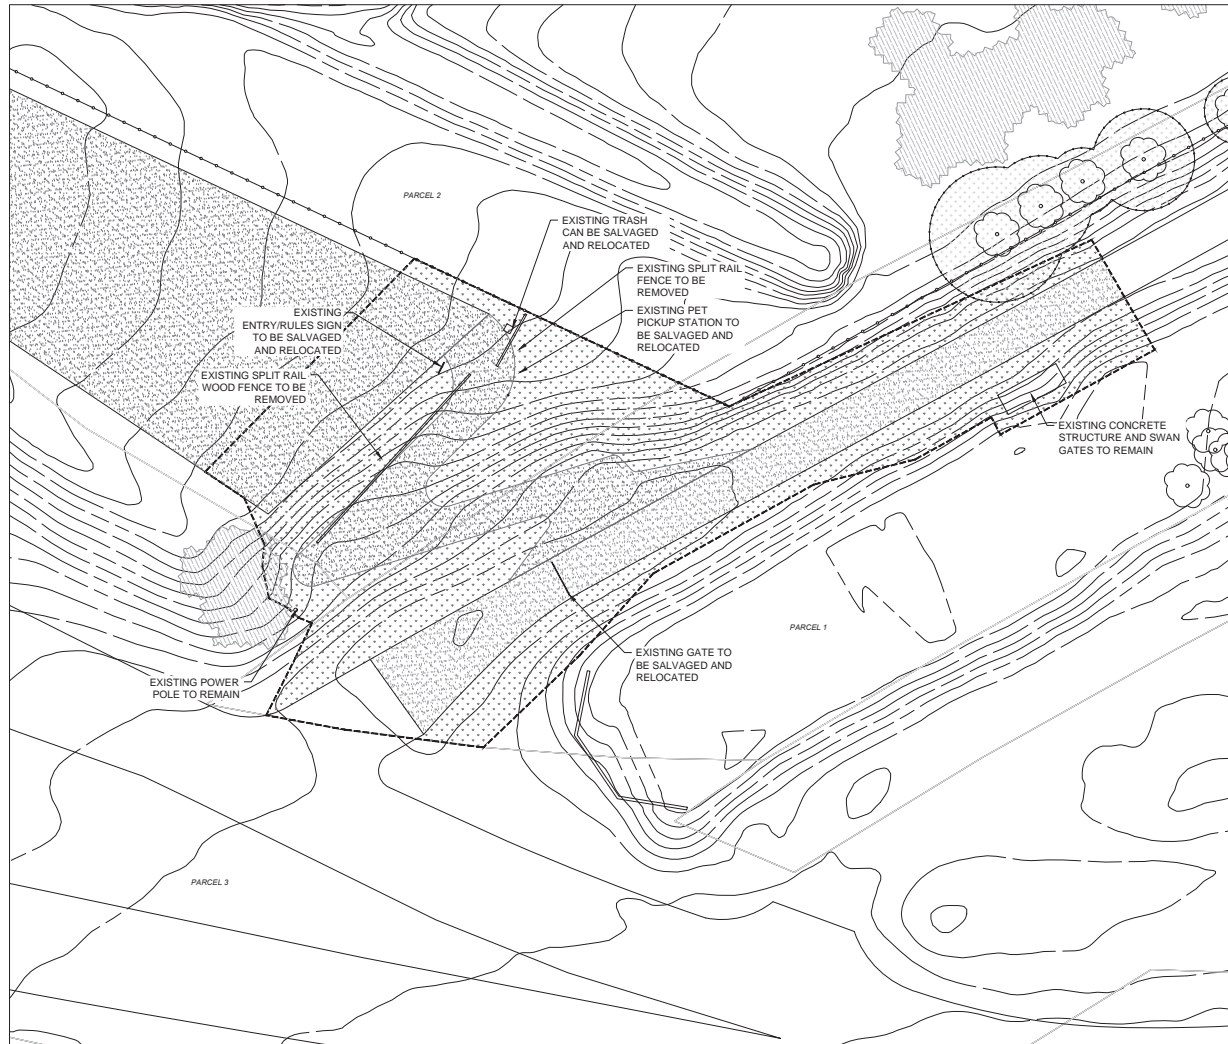 PARCEL 2
EXISTING TRASH
CAN BE SALVAGED
AND RELOCATED
EXISTING SPLIT RAIL
FENCE TO BE
REMOVED
EXISTING PET
PICKUP STATION TO
BE SALVAGED AND
RELOCATED
EXISTING
ENTRY/RULES SIGN
TO BE SALVAGED
AND RELOCATED
EXISTING SPLIT RAIL
WOOD FENCE TO BE
REMOVED
EXISTING CONCRETE
STRUCTURE AND SWAN
GATES TO REMAIN
PARCEL 1
EXISTING GATE TO
BE SALVAGED AND
RELOCATED
EXISTING POWER
POLE TO REMAIN
PARCEL 3